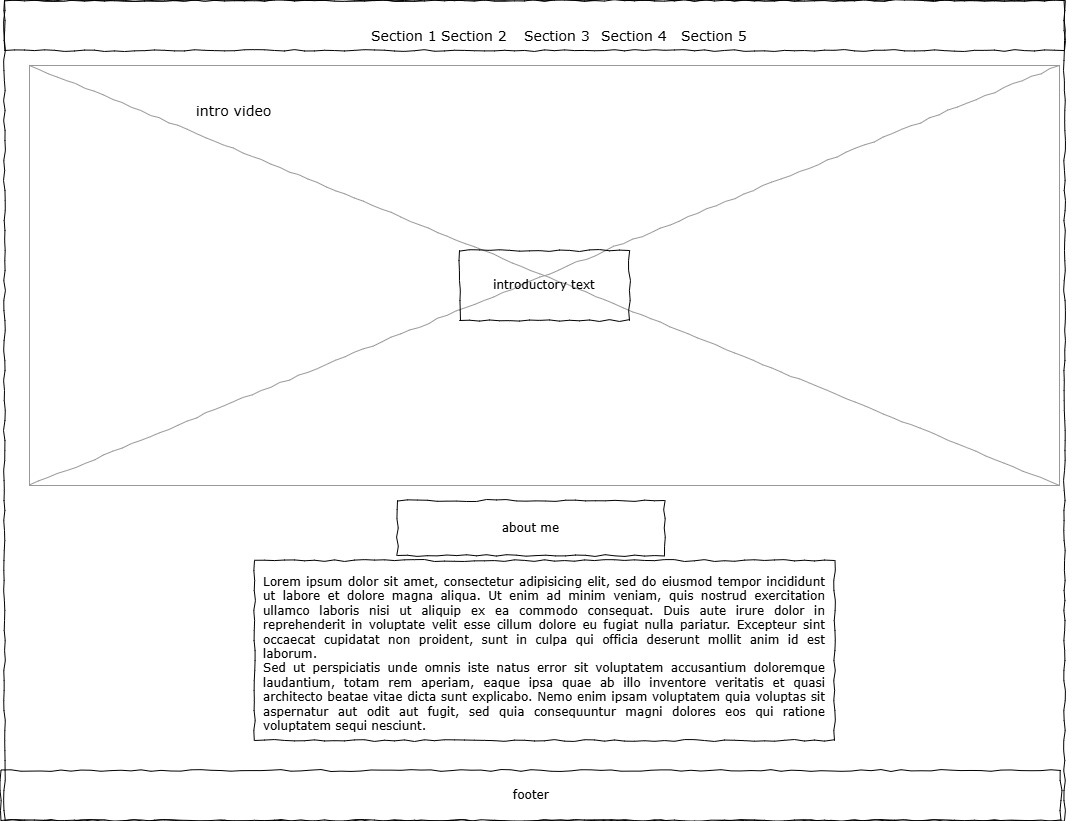 Section 1 Section 2 Section 3 Section 4 Section 5
intro video
introductory text
about me
Lorem ipsum dolor sit amet, consectetur adipisicing elit, sed do eiusmod tempor incididunt
ut labore et dolore magna aliqua. Ut enim ad minim veniam, quis nostrud exercitation
ullamco laboris nisi ut aliquip ex ea commodo consequat. Duis aute irure dolor in
reprehenderit in voluptate velit esse cillum dolore eu fugiat nulla pariatur. Excepteur sint
occaecat cupidatat non proident, sunt in culpa qui officia deserunt mollit anim id est
laborum.
Sed ut perspiciatis unde omnis iste natus error sit voluptatem accusantium doloremque
laudantium, totam rem aperiam, eaque ipsa quae ab illo inventore veritatis et quasi
architecto beatae vitae dicta sunt explicabo. Nemo enim ipsam voluptatem quia voluptas sit
aspernatur aut odit aut fugit, sed quia consequuntur magni dolores eos qui ratione
voluptatem sequi nesciunt.
footer